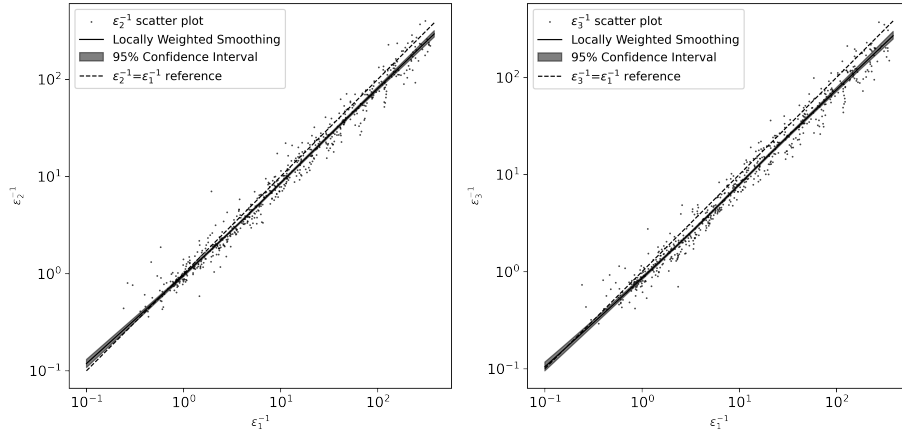 ε₂⁻¹ scatter plot
Locally Weighted Smoothing
95% Confidence Interval
ε₂⁻¹=ε₁⁻¹ reference
10²
10¹
10⁰
10⁻¹
ε₂⁻¹
10⁻¹ 10⁰ 10¹ 10²
ε₁⁻¹
ε₃⁻¹ scatter plot
Locally Weighted Smoothing
95% Confidence Interval
ε₃⁻¹=ε₁⁻¹ reference
10²
10¹
10⁰
10⁻¹
ε₃⁻¹
10⁻¹ 10⁰ 10¹ 10²
ε₁⁻¹